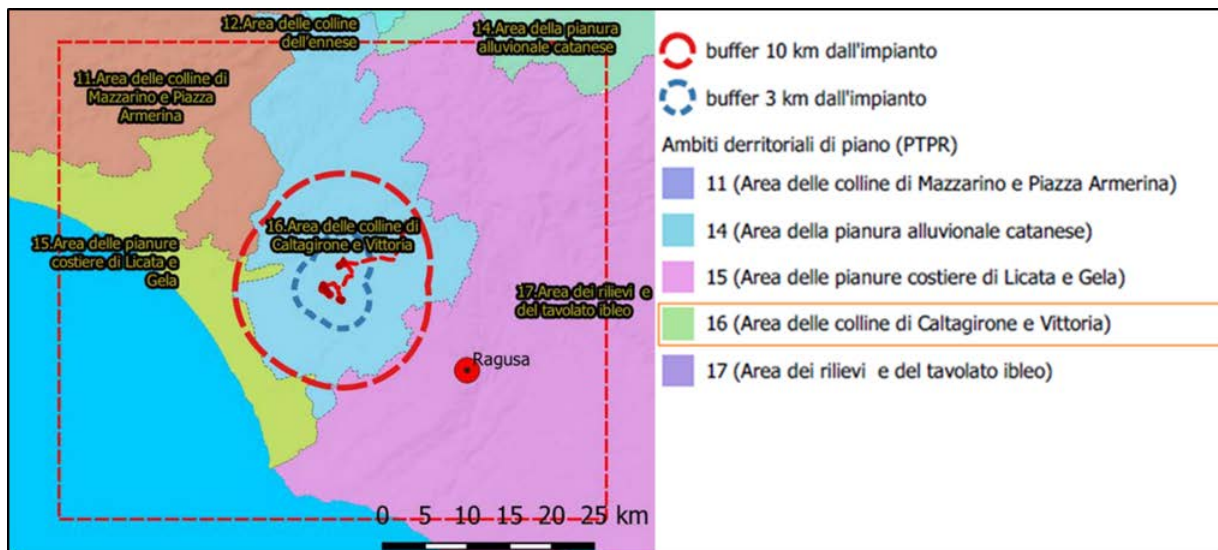 12.Area delle colline
dell'ennese
14.Area della pianura
alluvionale catanese
11.Area delle colline di
Mazzarino e Piazza
Armerina
16.Area delle colline di
Caltagirone e Vittoria
15.Area delle pianure
costiere di Licata e
Gela
17.Area dei rilievi e
del tavolato ibleo
Ragusa
0 5 10 15 20 25 km
buffer 10 km dall'impianto
buffer 3 km dall'impianto
Ambiti derritoriali di piano (PTPR)
11 (Area delle colline di Mazzarino e Piazza Armerina)
14 (Area della pianura alluvionale catanese)
15 (Area delle pianure costiere di Licata e Gela)
16 (Area delle colline di Caltagirone e Vittoria)
17 (Area dei rilievi e del tavolato ibleo)